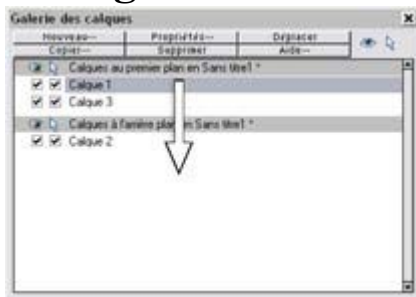 Galerie des calques
Nouveau... Propriétés... Déplacer
Copier... Supprimer Aide...
Calques au premier plan en Sans titre1 *
Calque 1
Calque 3
Calques à l'arrière plan en Sans titre1 *
Calque 2